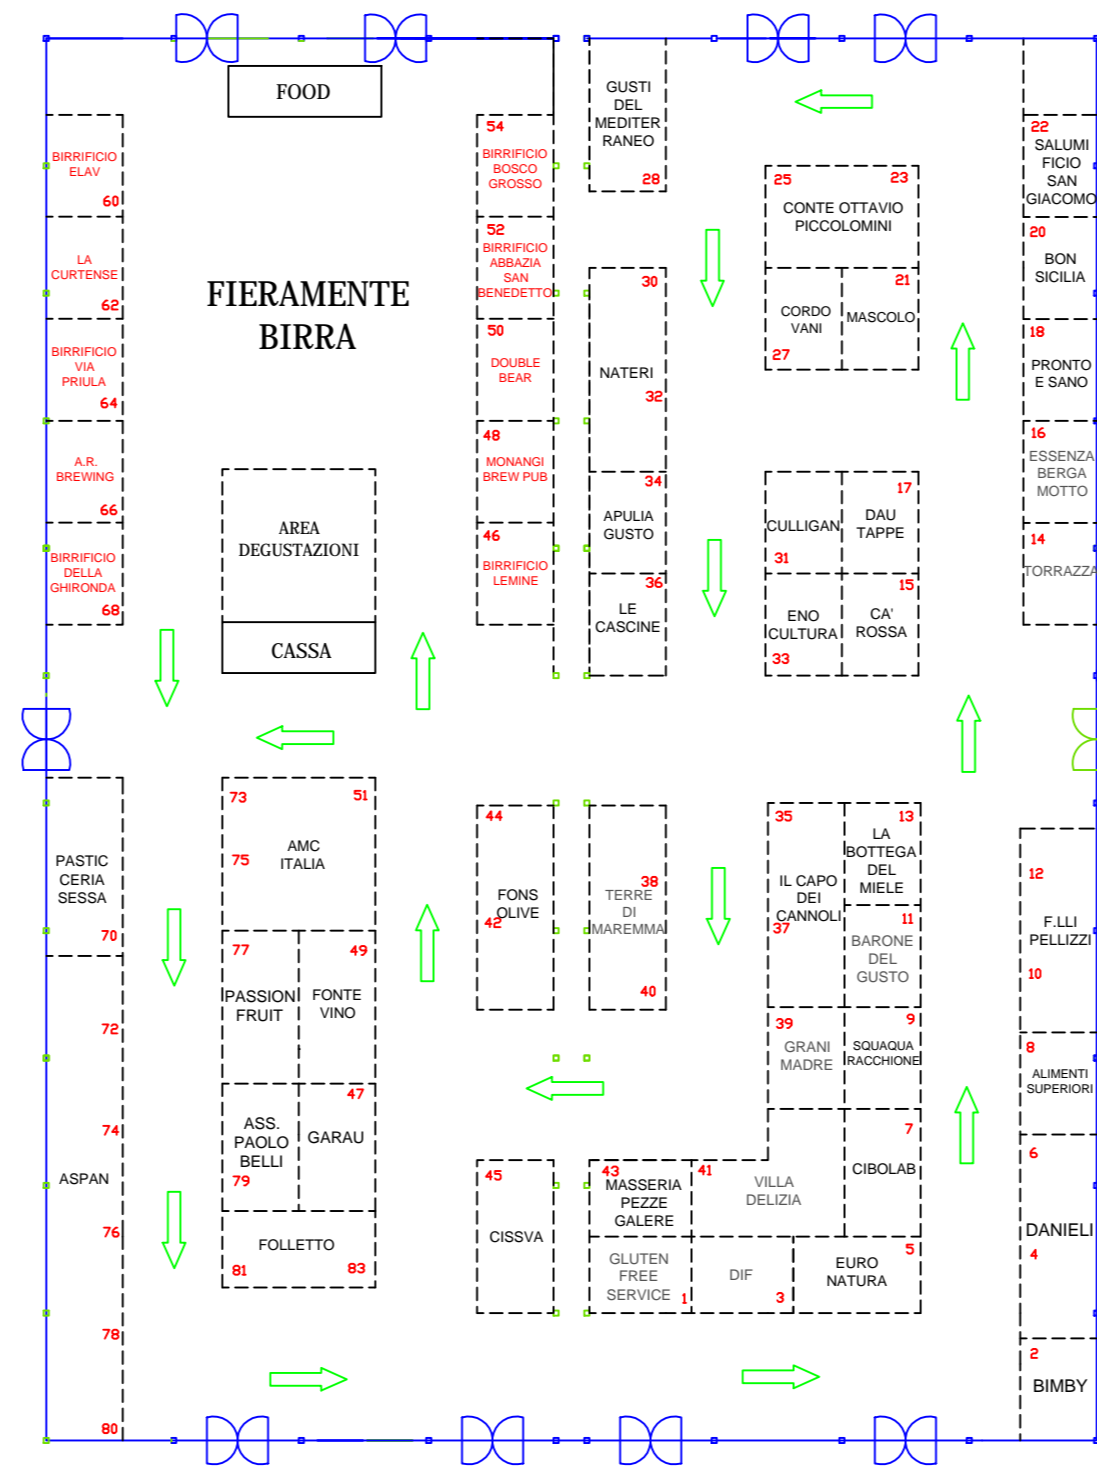 FOOD
FIERAMENTE
BIRRA
AREA
DEGUSTAZIONI
CASSA
BIRRIFICIO
ELAV
60
LA
CURTENSE
62
BIRRIFICIO
VIA
PRIULA
64
A.R.
BREWING
66
BIRRIFICIO
DELLA
GHIRONDA
68
54
BIRRIFICIO
BOSCO
GROSSO
52
BIRRIFICIO
ABBAZIA
SAN
BENEDETTO
50
DOUBLE
BEAR
48
MONANGI
BREW PUB
46
BIRRIFICIO
LEMINE
GUSTI
DEL
MEDITER
RANEO
28
30
NATERI
32
34
APULIA
GUSTO
36
LE
CASCINE
25
23
CONTE OTTAVIO
PICCOLOMINI
CORDO
VANI
27
21
MASCOLO
CULLIGAN
31
17
DAU
TAPPE
ENO
CULTURA
33
15
CA'
ROSSA
22
SALUMI
FICIO
SAN
GIACOMO
20
BON
SICILIA
18
PRONTO
E SANO
16
ESSENZA
BERGA
MOTTO
14
TORRAZZA
PASTIC
CERIA
SESSA
70
72
74
ASPAN
76
78
80
73
51
75
AMC
ITALIA
77
PASSION
FRUIT
49
FONTE
VINO
ASS.
PAOLO
BELLI
79
47
GARAU
FOLLETTO
81
83
44
FONS
OLIVE
42
38
TERRE
DI
MAREMMA
40
45
CISSVA
35
IL CAPO
DEI
CANNOLI
37
13
LA
BOTTEGA
DEL
MIELE
11
BARONE
DEL
GUSTO
39
GRANI
MADRE
9
SQUAQUA
RACCHIONE
43
MASSERIA
PEZZE
GALERE
41
VILLA
DELIZIA
7
CIBOLAB
GLUTEN
FREE
SERVICE
1
DIF
3
5
EURO
NATURA
12
F.LLI
PELLIZZI
10
8
ALIMENTI
SUPERIORI
6
DANIELI
4
2
BIMBY